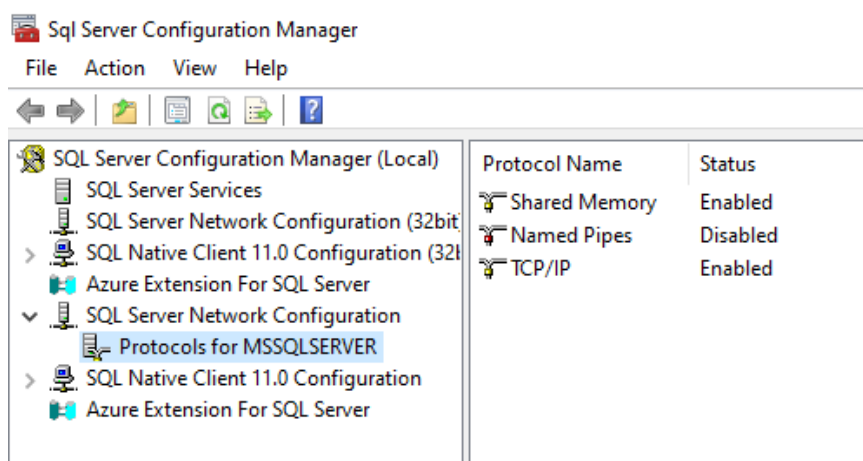 Sql Server Configuration Manager
File Action View Help
SQL Server Configuration Manager (Local)
SQL Server Services
SQL Server Network Configuration (32bit
SQL Native Client 11.0 Configuration (32
Azure Extension For SQL Server
SQL Server Network Configuration
Protocols for MSSQLSERVER
SQL Native Client 11.0 Configuration
Azure Extension For SQL Server
Protocol Name Status
Shared Memory Enabled
Named Pipes Disabled
TCP/IP Enabled